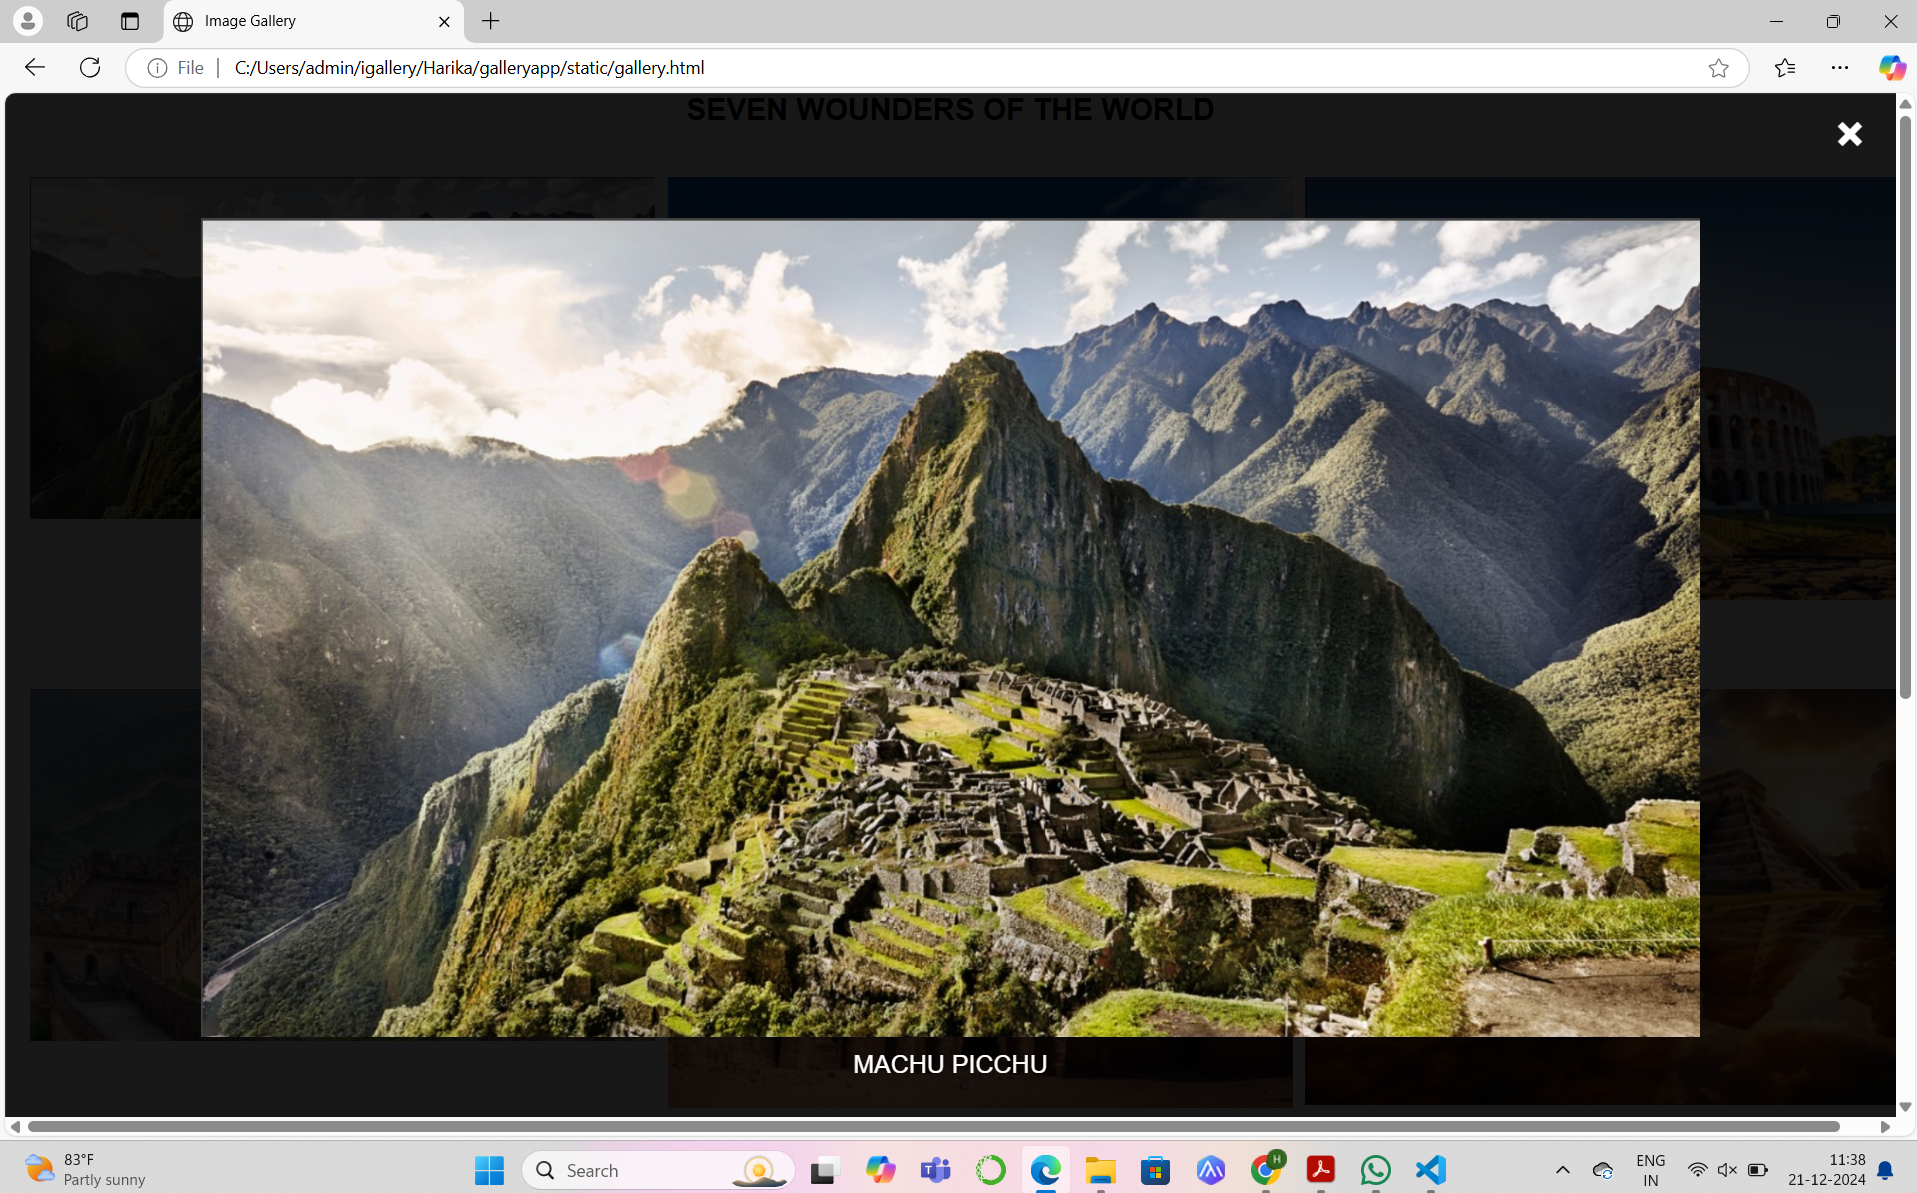 Image Gallery
File
C:/Users/admin/igallery/Harika/galleryapp/static/gallery.html
SEVEN WOUNDERS OF THE WORLD
MACHU PICCHU
83°F
Partly sunny
Search
H
ENG
IN
11:38
21-12-2024